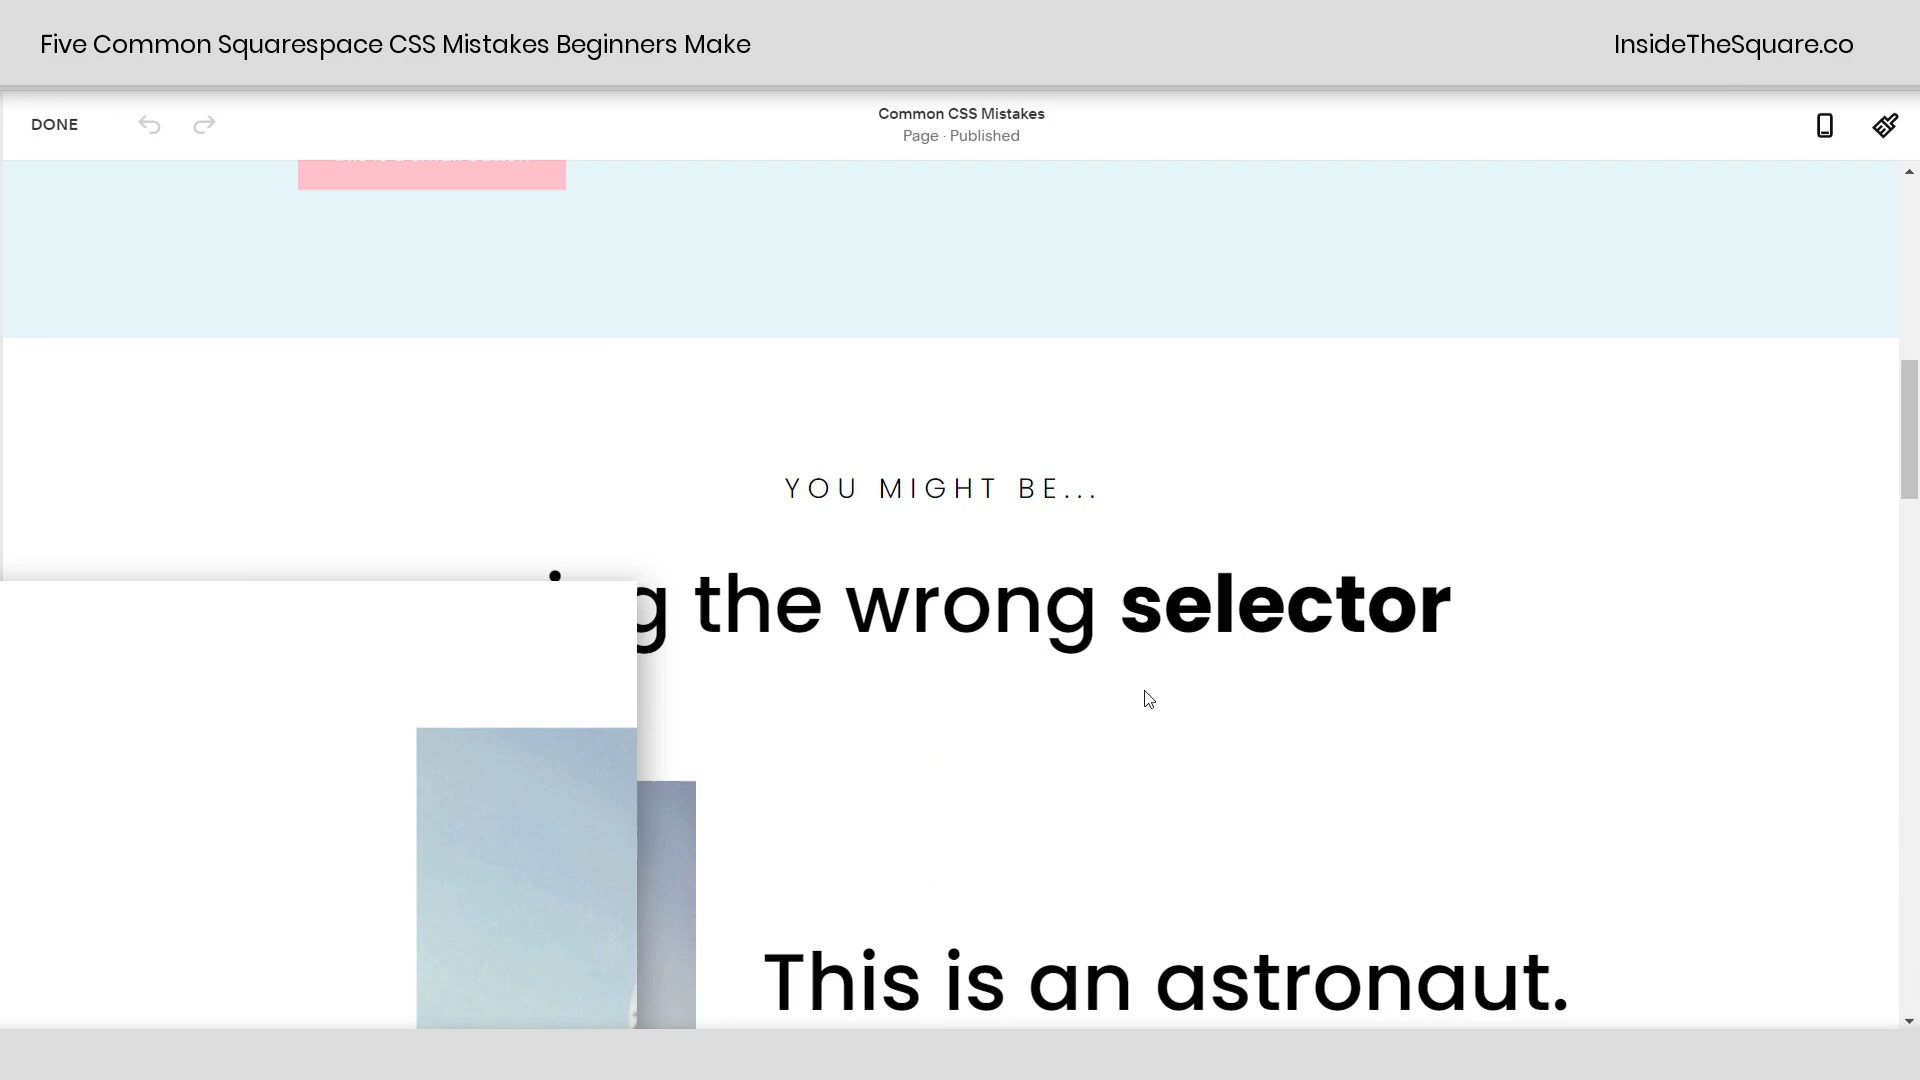 Five Common Squarespace CSS Mistakes Beginners Make
InsideTheSquare.co
DONE
Common CSS Mistakes
Page · Published
YOU MIGHT BE...
the wrong selector
This is an astronaut.